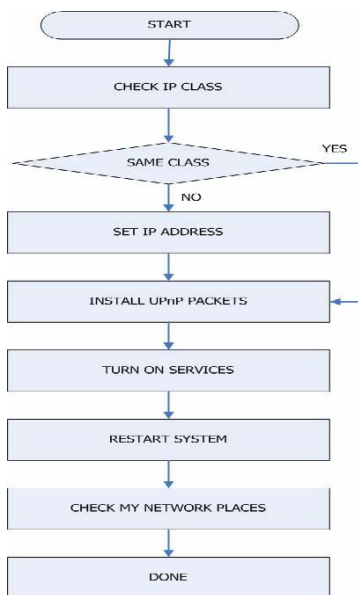 START
CHECK IP CLASS
SAME CLASS
YES
NO
SET IP ADDRESS
INSTALL UPnP PACKETS
TURN ON SERVICES
RESTART SYSTEM
CHECK MY NETWORK PLACES
DONE